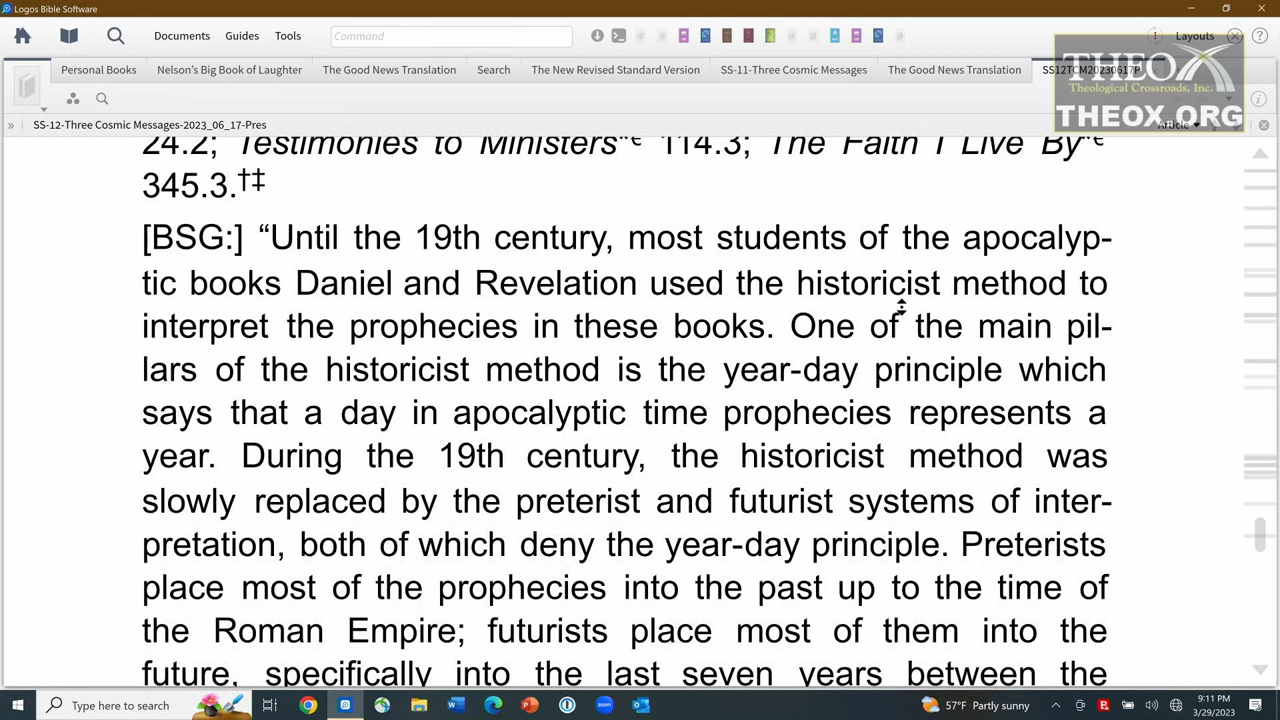 Logos Bible Software
Documents Guides Tools Command Layouts
Personal Books Nelson's Big Book of Laughter Search The New Revised Standard Version SS-11-Three Cosmic Messages The Good News Translation SS12TCM20230617P
THEOX
Theological Crossroads, Inc.
THEOX.ORG
SS-12-Three Cosmic Messages-2023_06_17-Pres Article
24.2; Testimonies to Ministers*€ 114.3; The Faith I Live By*€
345.3.†‡
[BSG:] “Until the 19th century, most students of the apocalyp-
tic books Daniel and Revelation used the historicist method to
interpret the prophecies in these books. One of the main pil-
lars of the historicist method is the year-day principle which
says that a day in apocalyptic time prophecies represents a
year. During the 19th century, the historicist method was
slowly replaced by the preterist and futurist systems of inter-
pretation, both of which deny the year-day principle. Preterists
place most of the prophecies into the past up to the time of
the Roman Empire; futurists place most of them into the
future, specifically into the last seven years between the
Type here to search 57°F Partly sunny 9:11 PM
3/29/2023